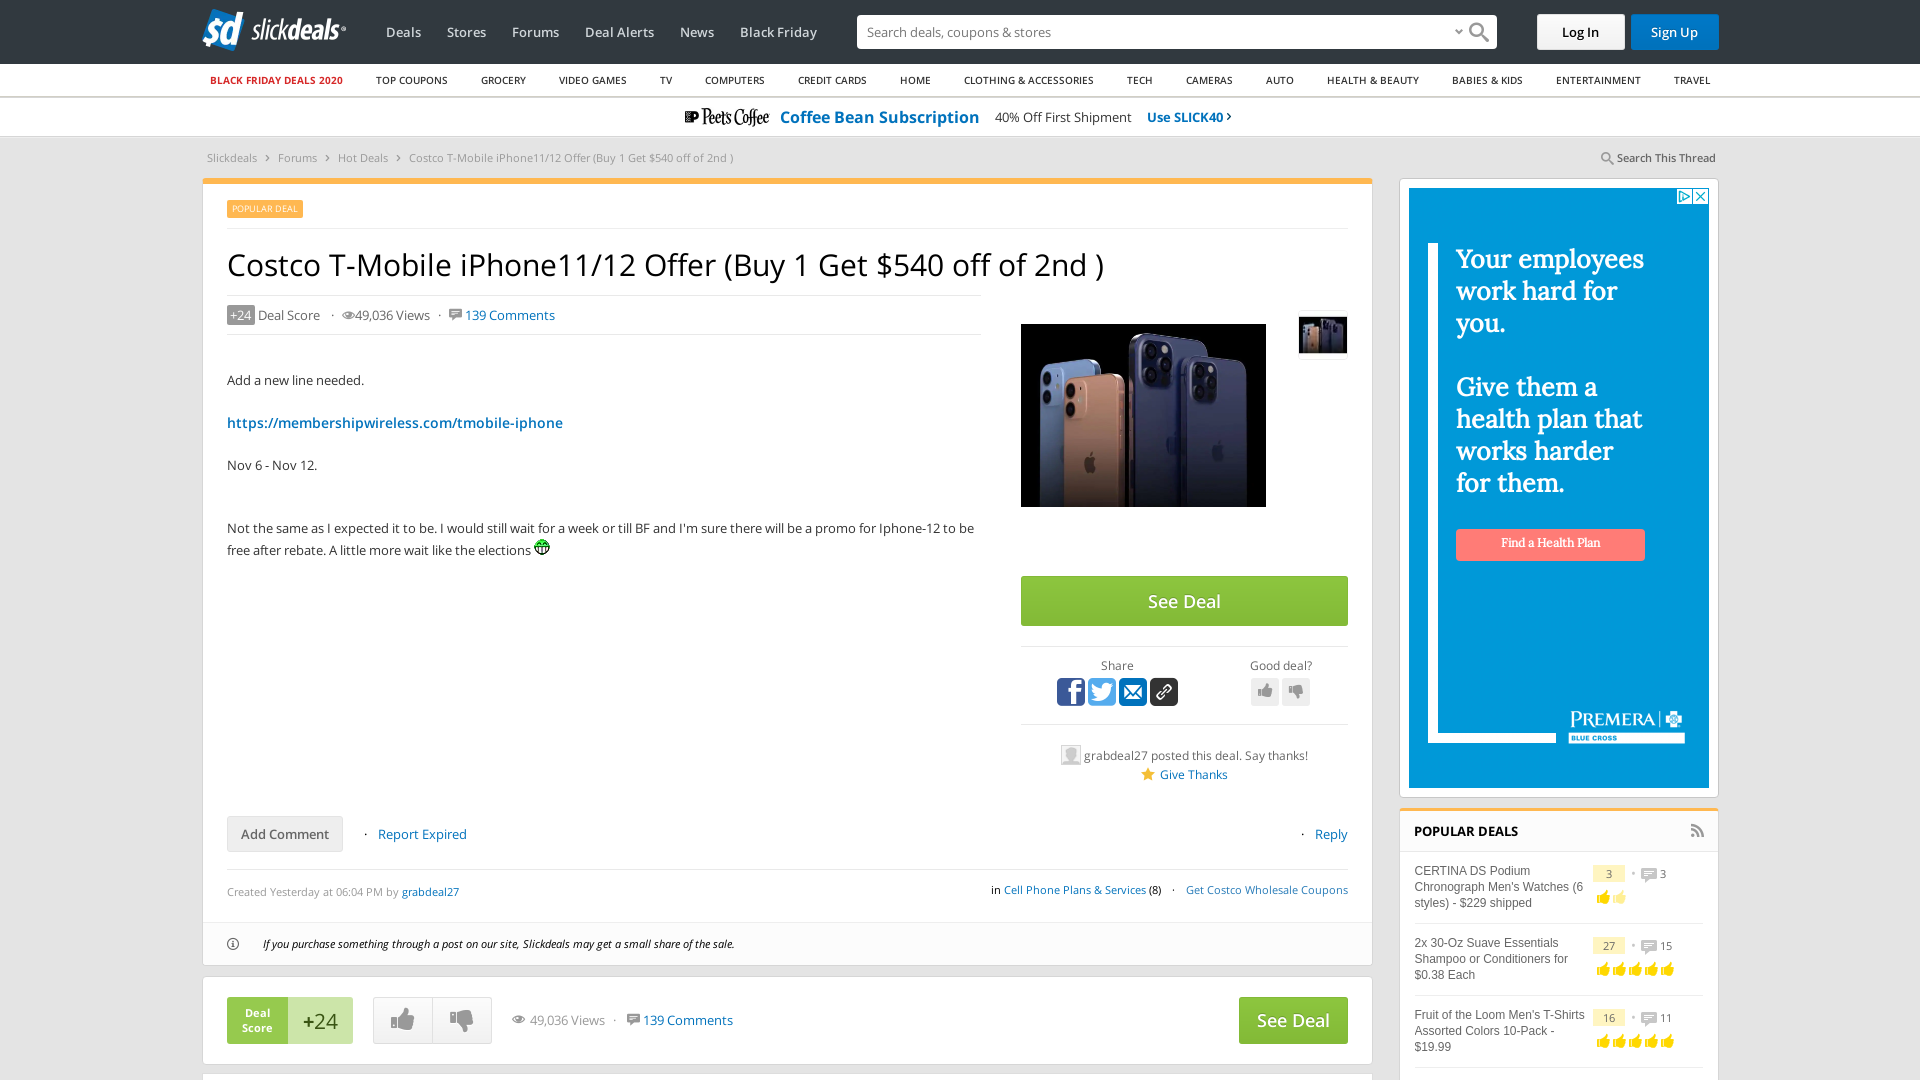 slickdeals
Deals Stores Forums Deal Alerts News Black Friday
Search deals, coupons & stores
Log In Sign Up
BLACK FRIDAY DEALS 2020 TOP COUPONS GROCERY VIDEO GAMES TV COMPUTERS CREDIT CARDS HOME CLOTHING & ACCESSORIES TECH CAMERAS AUTO HEALTH & BEAUTY BABIES & KIDS ENTERTAINMENT TRAVEL
Peet's Coffee Coffee Bean Subscription 40% Off First Shipment Use SLICK40 ›
Slickdeals › Forums › Hot Deals › Costco T-Mobile iPhone11/12 Offer (Buy 1 Get $540 off of 2nd )
Search This Thread
POPULAR DEAL
Costco T-Mobile iPhone11/12 Offer (Buy 1 Get $540 off of 2nd )
+24 Deal Score · 49,036 Views · 139 Comments
Add a new line needed.
https://membershipwireless.com/tmobile-iphone
Nov 6 - Nov 12.
Not the same as I expected it to be. I would still wait for a week or till BF and I'm sure there will be a promo for Iphone-12 to be
free after rebate. A little more wait like the elections
See Deal
Share
Good deal?
grabdeal27 posted this deal. Say thanks!
Give Thanks
Add Comment · Report Expired
· Reply
Created Yesterday at 06:04 PM by grabdeal27
in Cell Phone Plans & Services (8) · Get Costco Wholesale Coupons
If you purchase something through a post on our site, Slickdeals may get a small share of the sale.
Deal
Score
+24
49,036 Views · 139 Comments
See Deal
Your employees
work hard for
you.
Give them a
health plan that
works harder
for them.
Find a Health Plan
PREMERA
BLUE CROSS
POPULAR DEALS
CERTINA DS Podium
Chronograph Men's Watches (6
styles) - $229 shipped
3 • 3
2x 30-Oz Suave Essentials
Shampoo or Conditioners for
$0.38 Each
27 • 15
Fruit of the Loom Men's T-Shirts
Assorted Colors 10-Pack -
$19.99
16 • 11